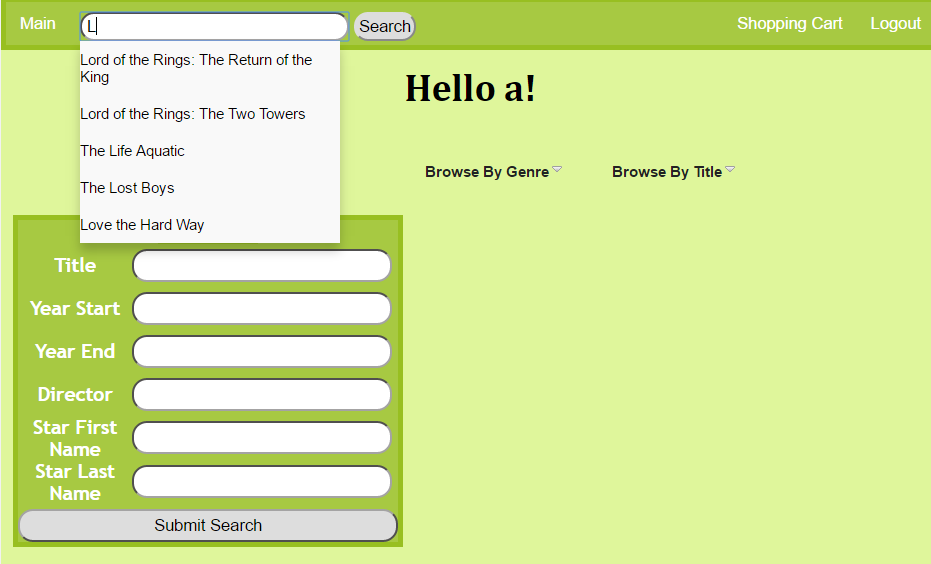 Main
L
Search
Shopping Cart
Logout
Lord of the Rings: The Return of the
King
Lord of the Rings: The Two Towers
The Life Aquatic
The Lost Boys
Love the Hard Way
Hello a!
Browse By Genre
Browse By Title
Title
Year Start
Year End
Director
Star First
Name
Star Last
Name
Submit Search